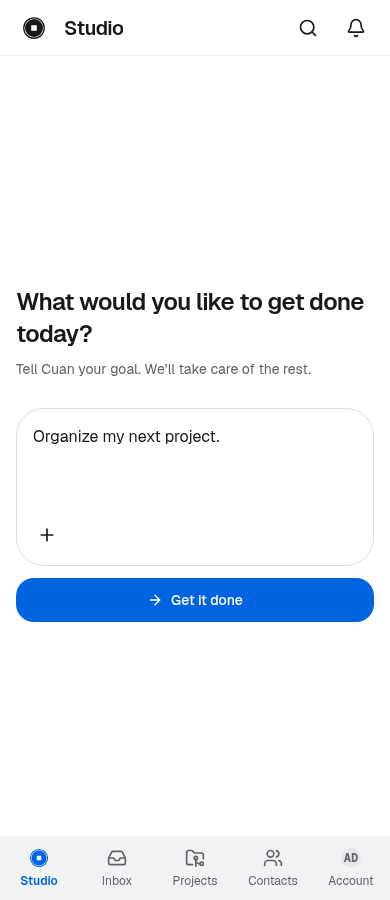 Studio
What would you like to get done
today?
Tell Cuan your goal. We'll take care of the rest.
Organize my next project.
Get it done
Studio
Inbox
Projects
Contacts
AD
Account